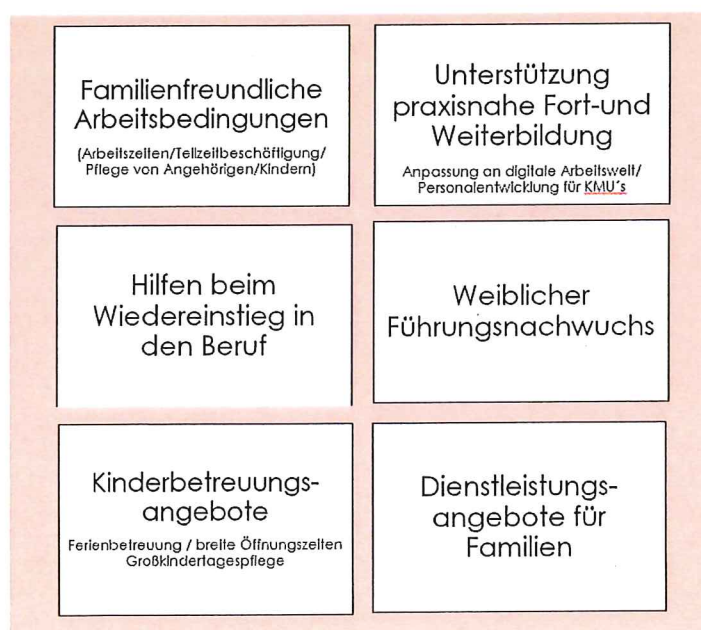 Familienfreundliche
Arbeitsbedingungen
(Arbeitszeiten/Teilzeitbeschäftigung/
Pflege von Angehörigen/Kindern)
Unterstützung
praxisnahe Fort-und
Weiterbildung
Anpassung an digitale Arbeitswelt/
Personalentwicklung für KMU´s
Hilfen beim
Wiedereinstieg in
den Beruf
Weiblicher
Führungsnachwuchs
Kinderbetreuungs-
angebote
Ferienbetreuung / breite Öffnungszeiten
Großkindertagespflege
Dienstleistungs-
angebote für
Familien